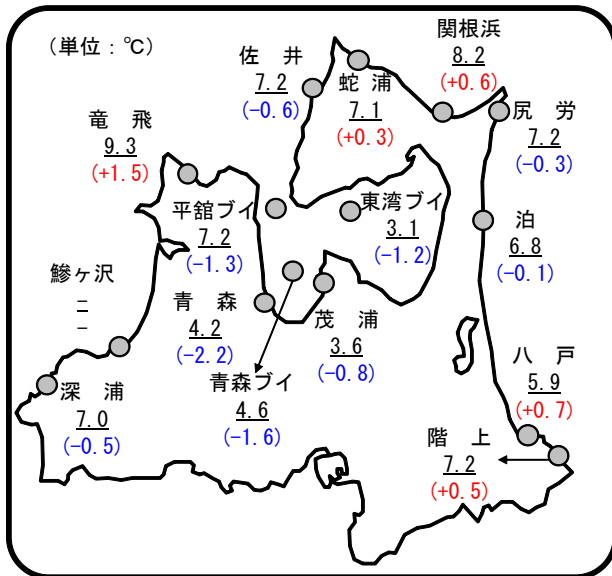 (単位:℃)
関根浜
8.2
(+0.6)
佐 井
7.2
(-0.6)
蛇 浦
7.1
(+0.3)
尻 労
7.2
(-0.3)
竜 飛
9.3
(+1.5)
平舘ブイ
7.2
(-1.3)
東湾ブイ
3.1
(-1.2)
泊
6.8
(-0.1)
鰺ヶ沢
-
-
青 森
4.2
(-2.2)
茂 浦
3.6
(-0.8)
八 戸
5.9
(+0.7)
深 浦
7.0
(-0.5)
青森ブイ
4.6
(-1.6)
階 上
7.2
(+0.5)